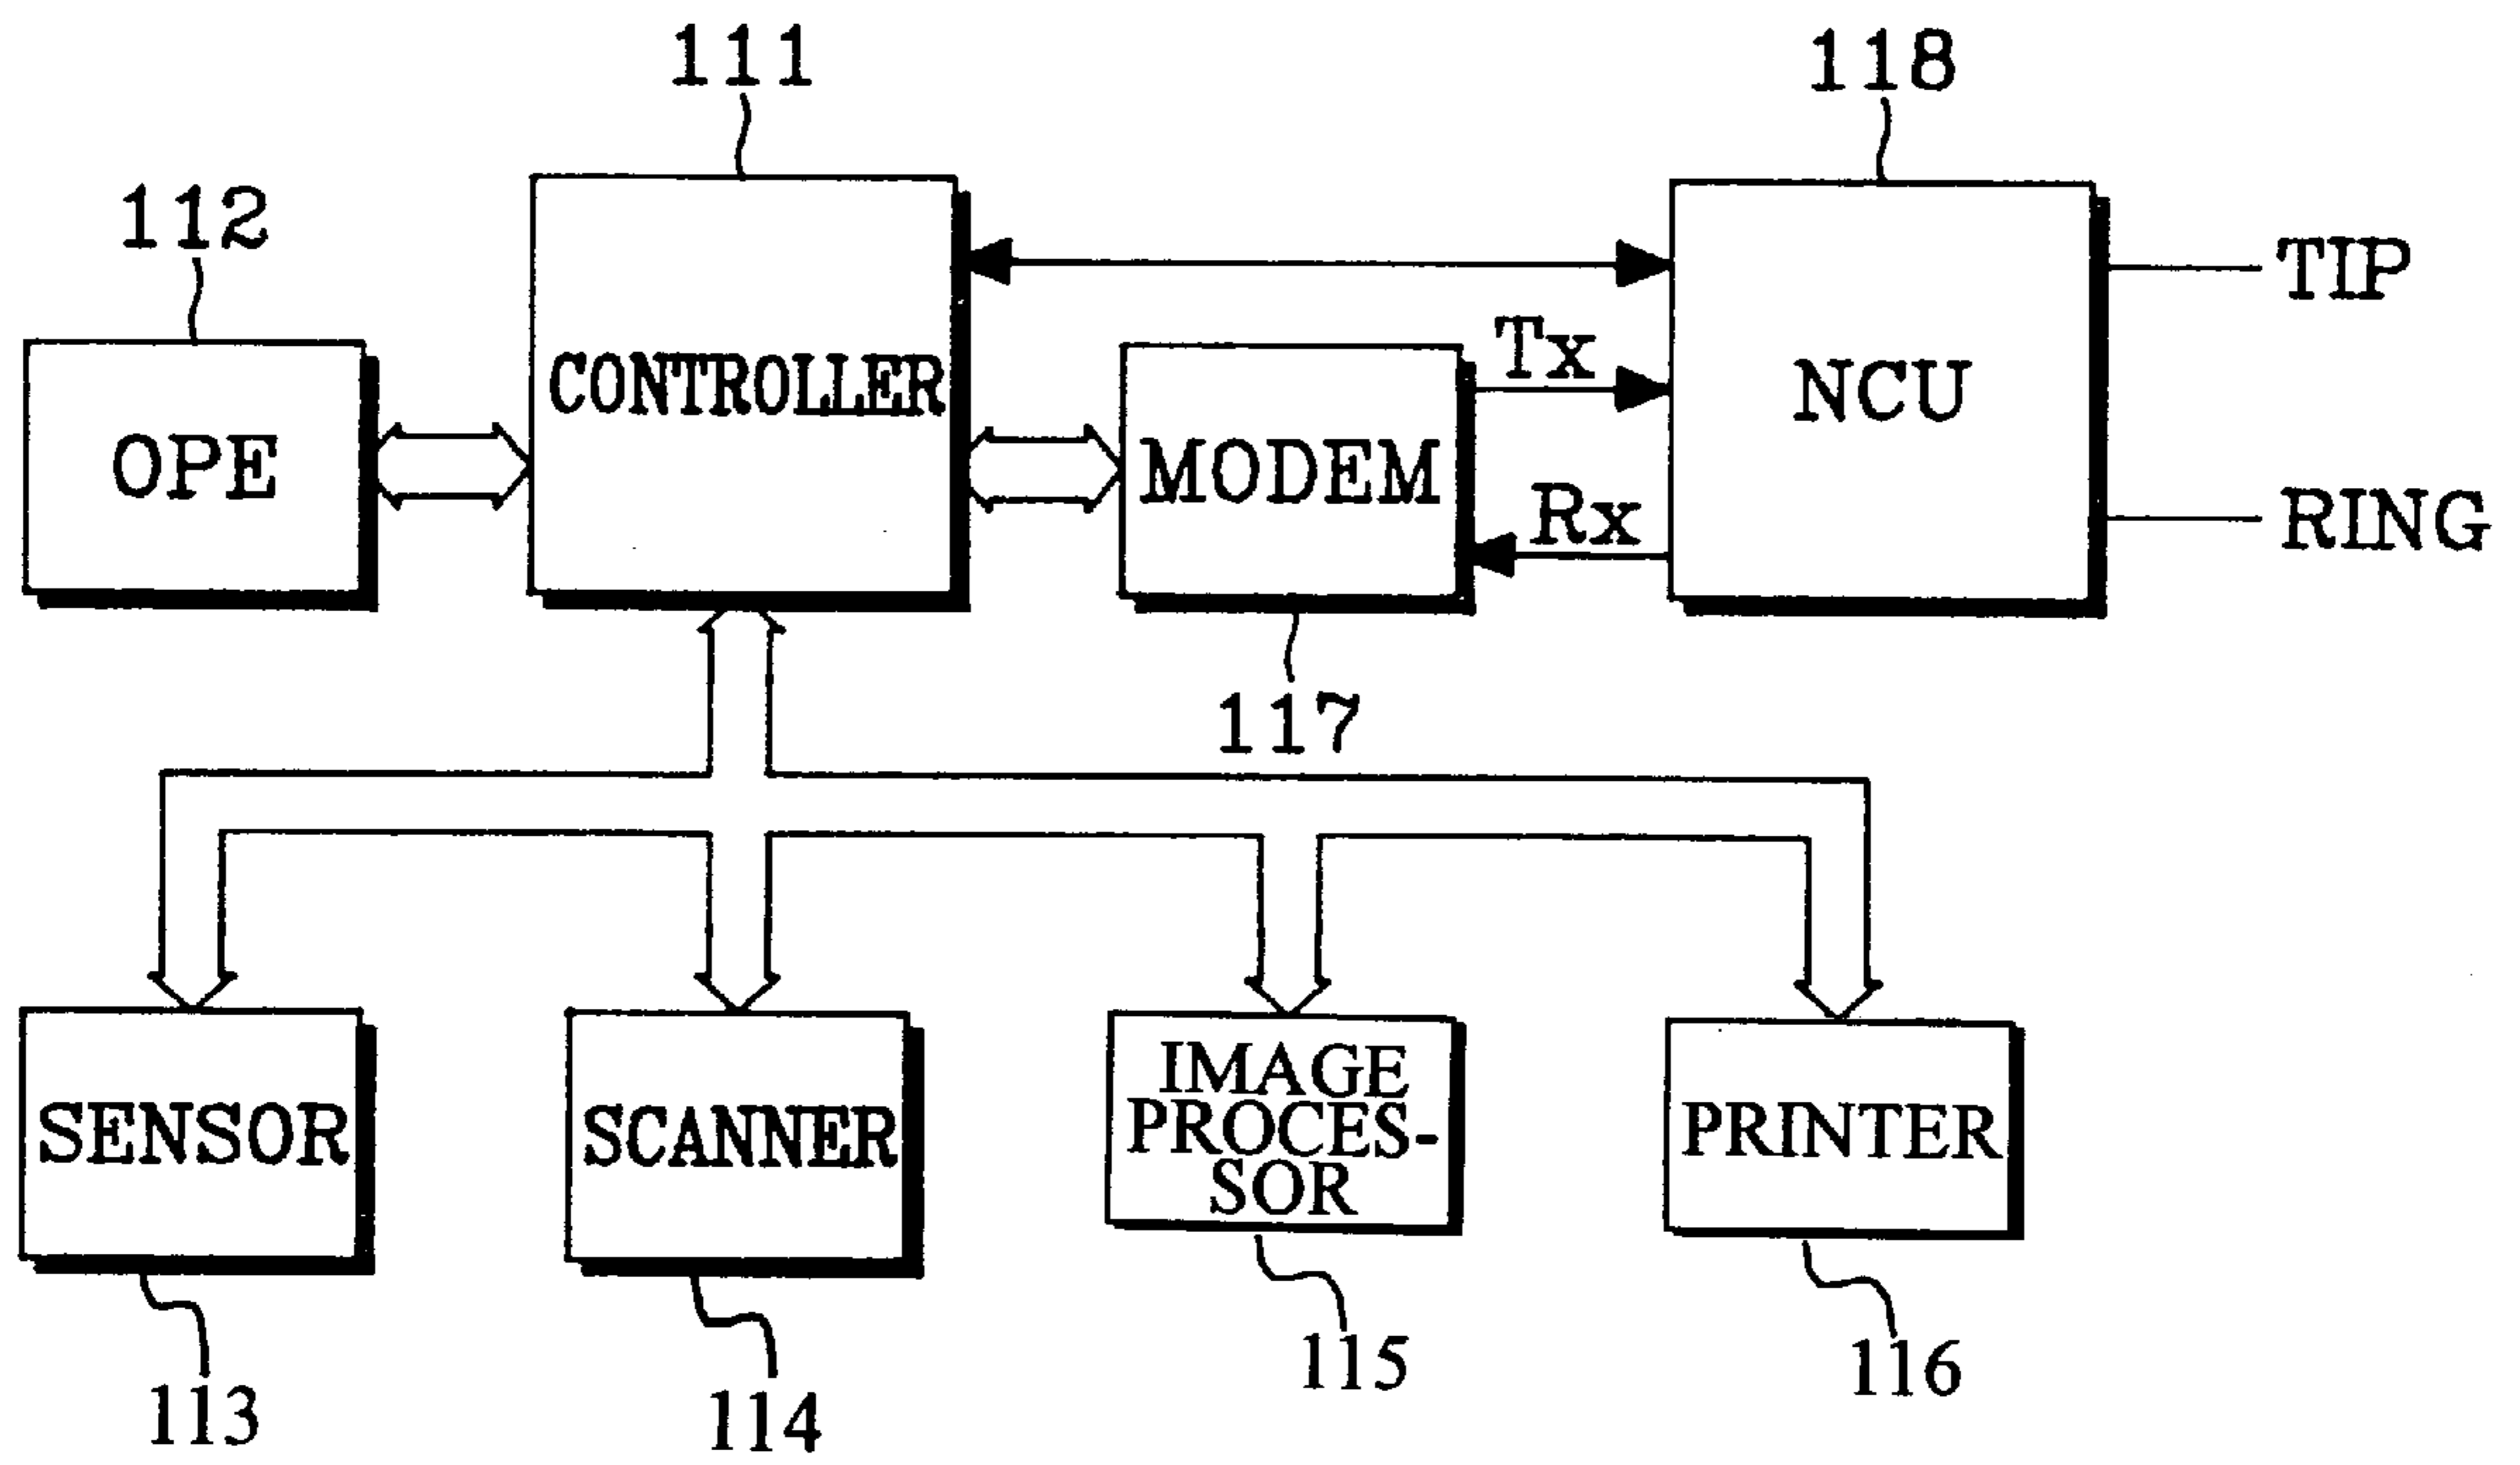 111
118
112
TIP
Tx
CONTROLLER
NCU
OPE
MODEM
Rx
RING
117
IMAGE
PROCES-
SOR
SENSOR
SCANNER
PRINTER
115
116
113
114